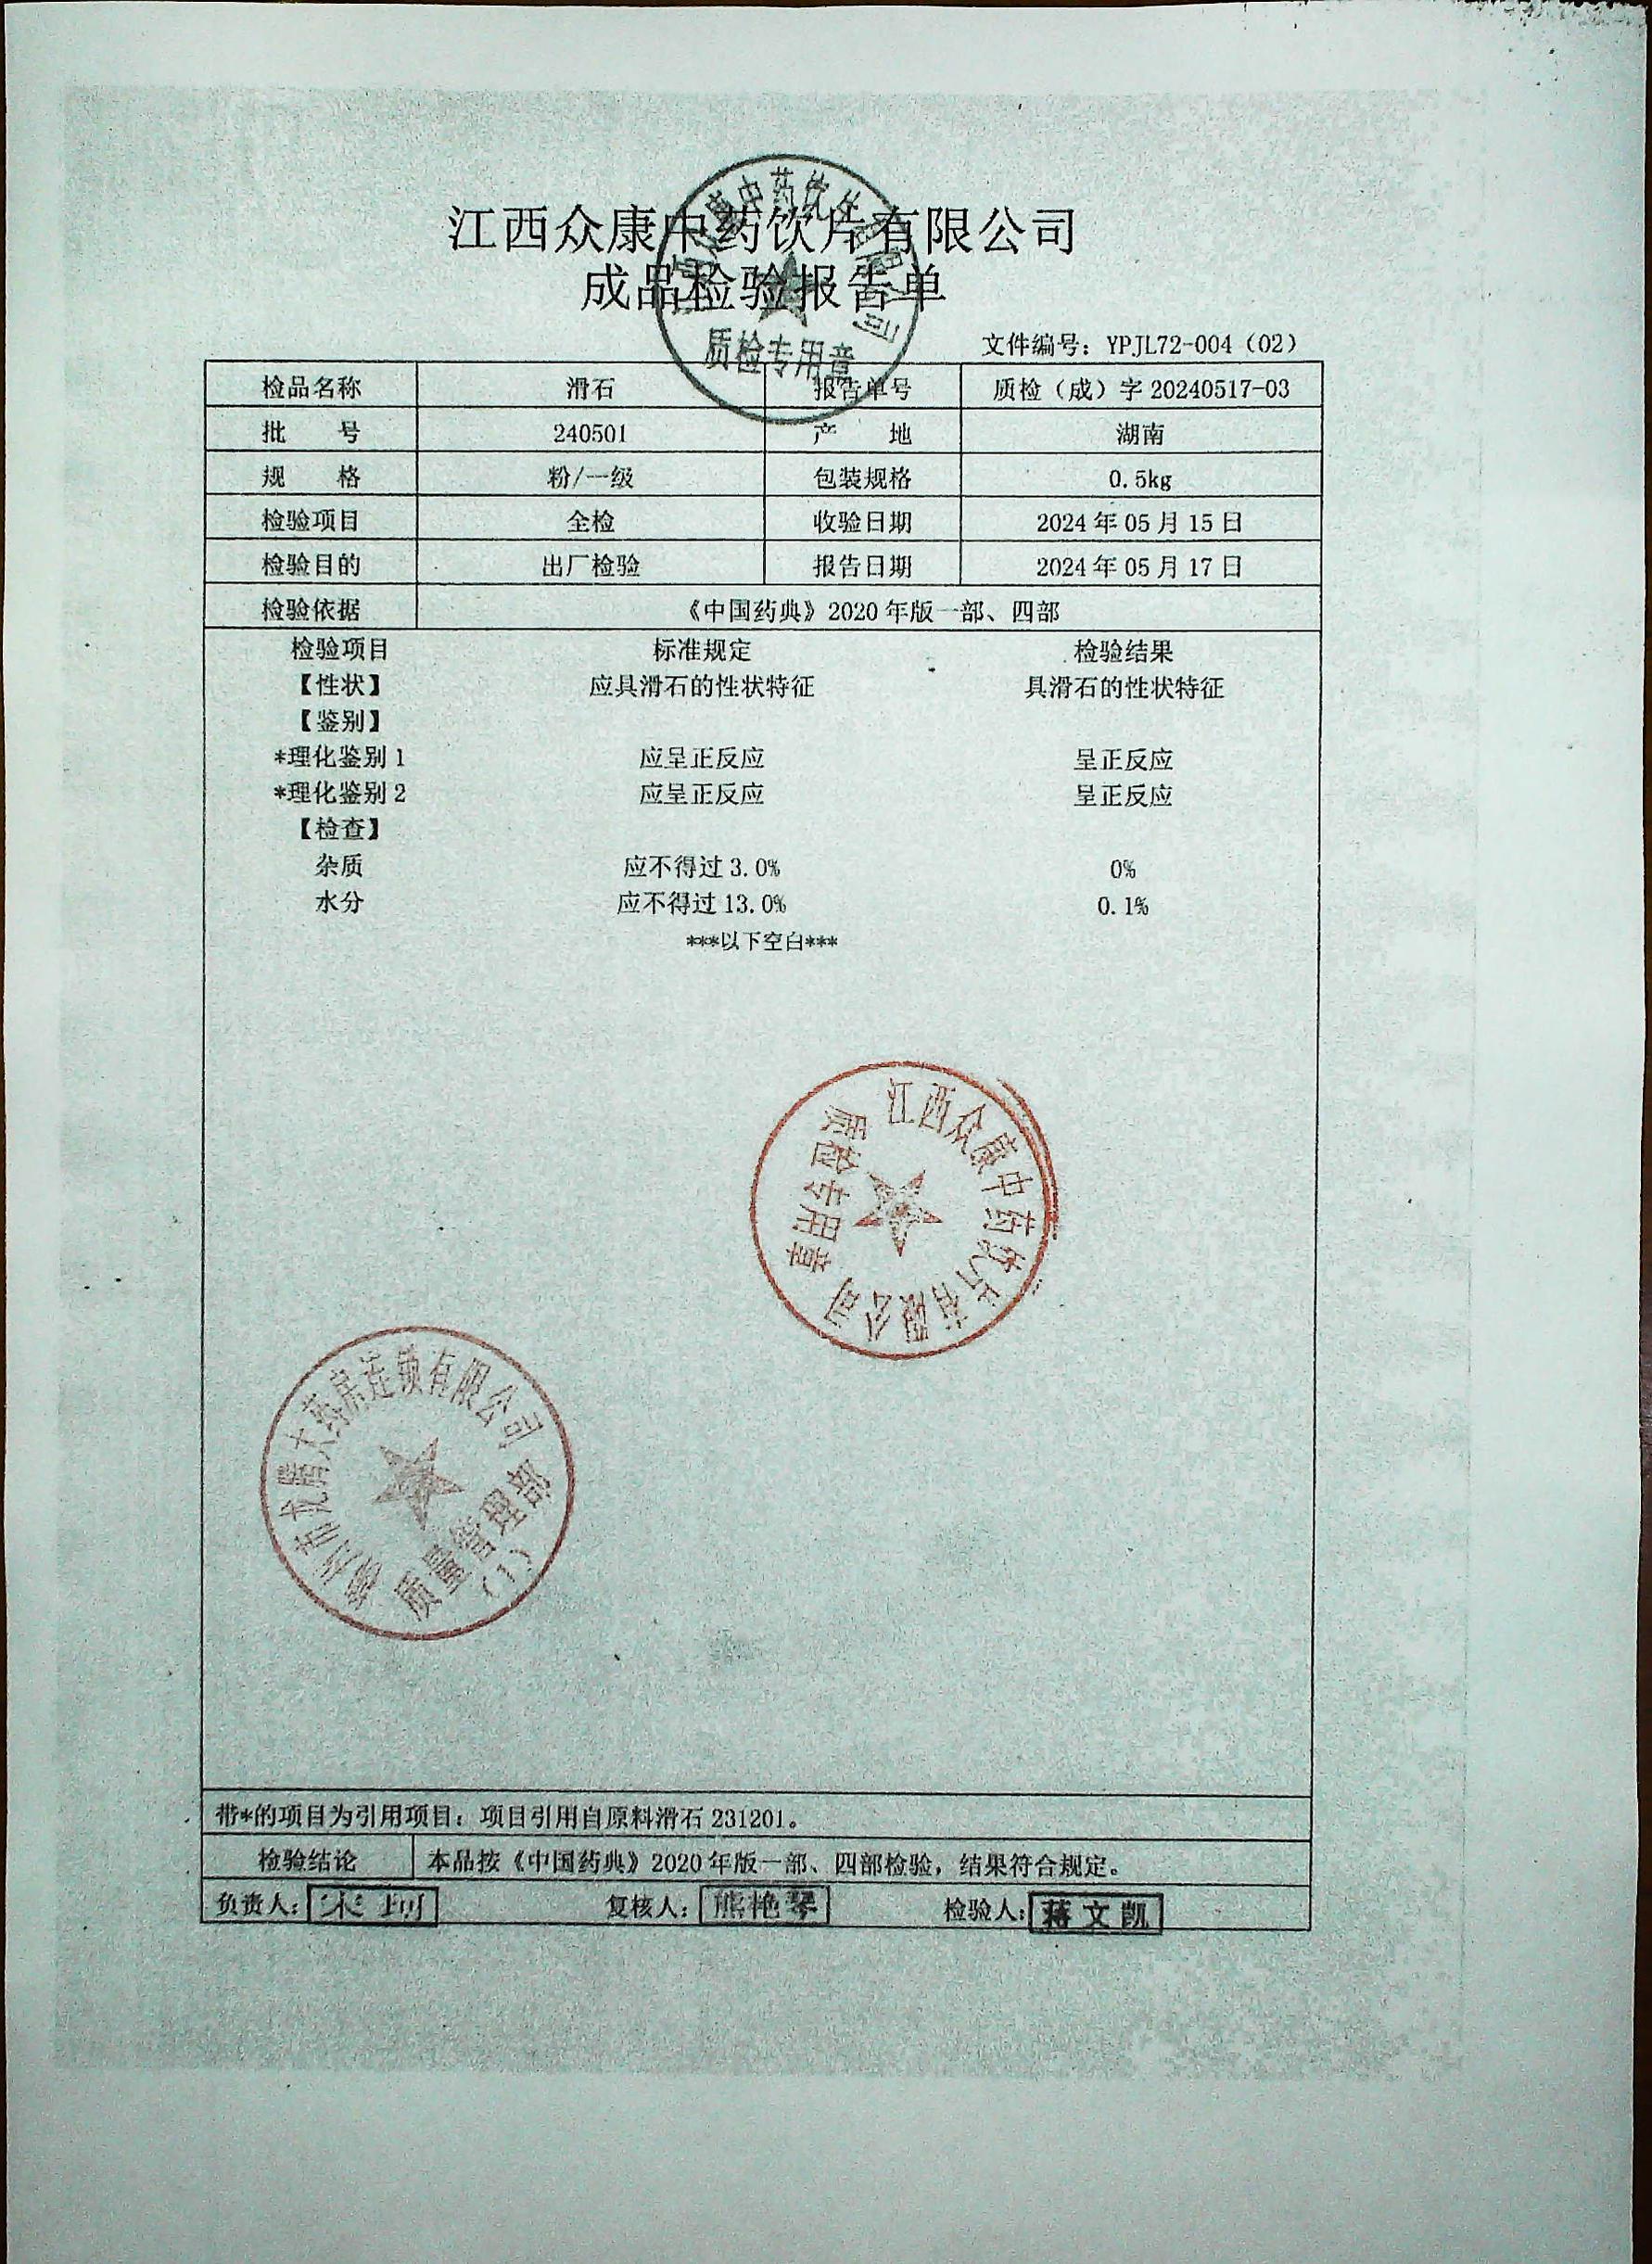 江西众康中药饮片有限公司
成品检验报告单
质检专用章
文件编号：YPJL72-004（02）
检品名称 滑石 报告单号 质检（成）字 20240517-03
批 号 240501 产 地 湖南
规 格 粉/一级 包装规格 0.5kg
检验项目 全检 收验日期 2024 年 05 月 15 日
检验目的 出厂检验 报告日期 2024 年 05 月 17 日
检验依据 《中国药典》2020 年版一部、四部
检验项目 标准规定 检验结果
【性状】 应具滑石的性状特征 具滑石的性状特征
【鉴别】
*理化鉴别 1 应呈正反应 呈正反应
*理化鉴别 2 应呈正反应 呈正反应
【检查】
杂质 应不得过 3.0% 0%
水分 应不得过 13.0% 0.1%
***以下空白***
江西众康中药饮片有限公司
质检专用章
大药房连锁有限公司
质量管理部
(1)
带*的项目为引用项目：项目引用自原料滑石 231201。
检验结论 本品按《中国药典》2020 年版一部、四部检验，结果符合规定。
负责人： 复核人：熊艳琴 检验人：蒋文凯